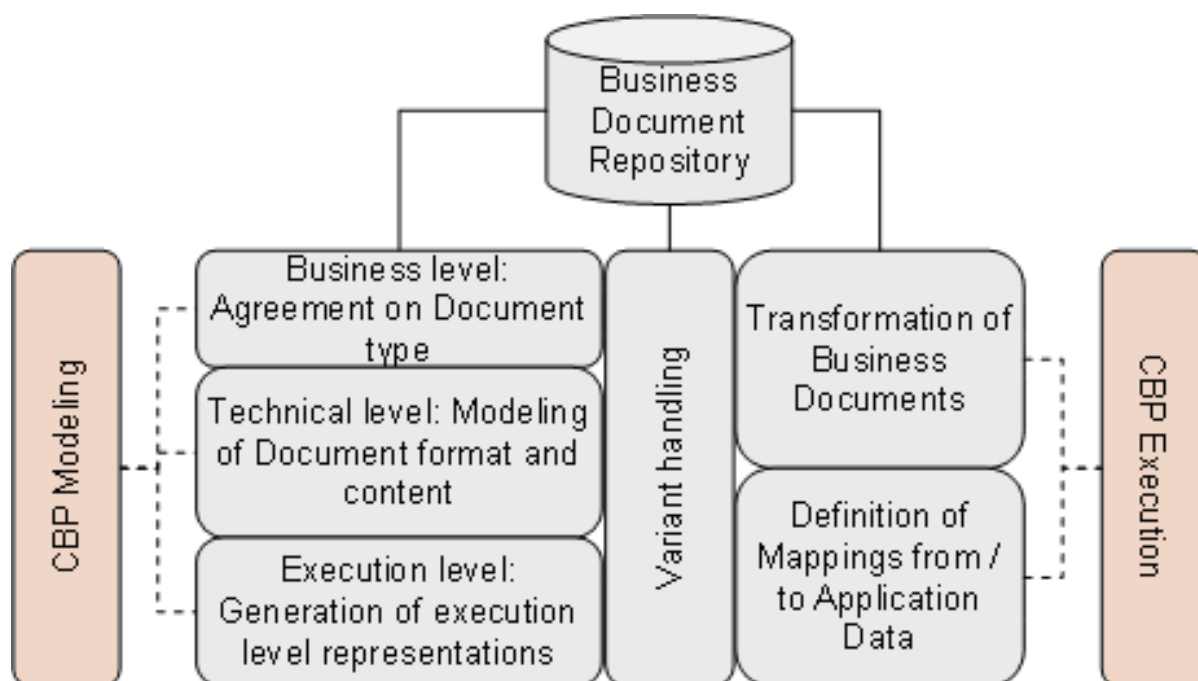 Business
Document
Repository
CBP Modeling
Business level:
Agreement on Document
type
Technical level: Modeling
of Document format and
content
Execution level:
Generation of execution
level representations
Variant handling
Transformation of
Business
Documents
Definition of
Mappings from /
to Application
Data
CBP Execution